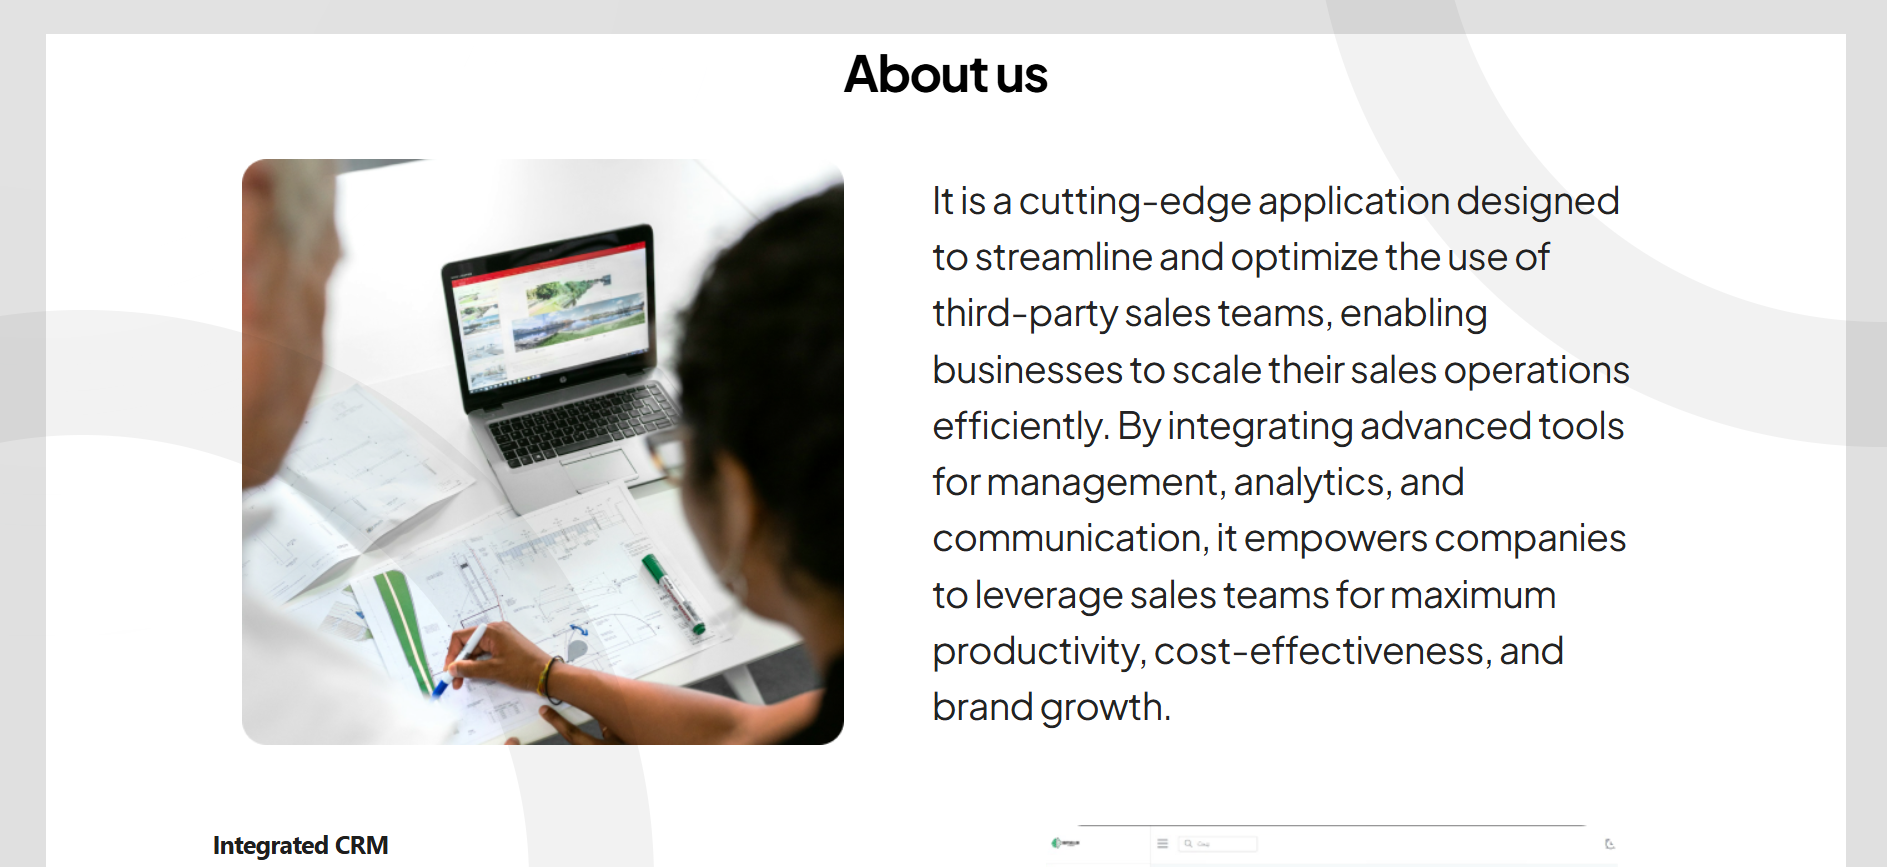 About us
It is a cutting-edge application designed
to streamline and optimize the use of
third-party sales teams, enabling
businesses to scale their sales operations
efficiently. By integrating advanced tools
for management, analytics, and
communication, it empowers companies
to leverage sales teams for maximum
productivity, cost-effectiveness, and
brand growth.
Integrated CRM